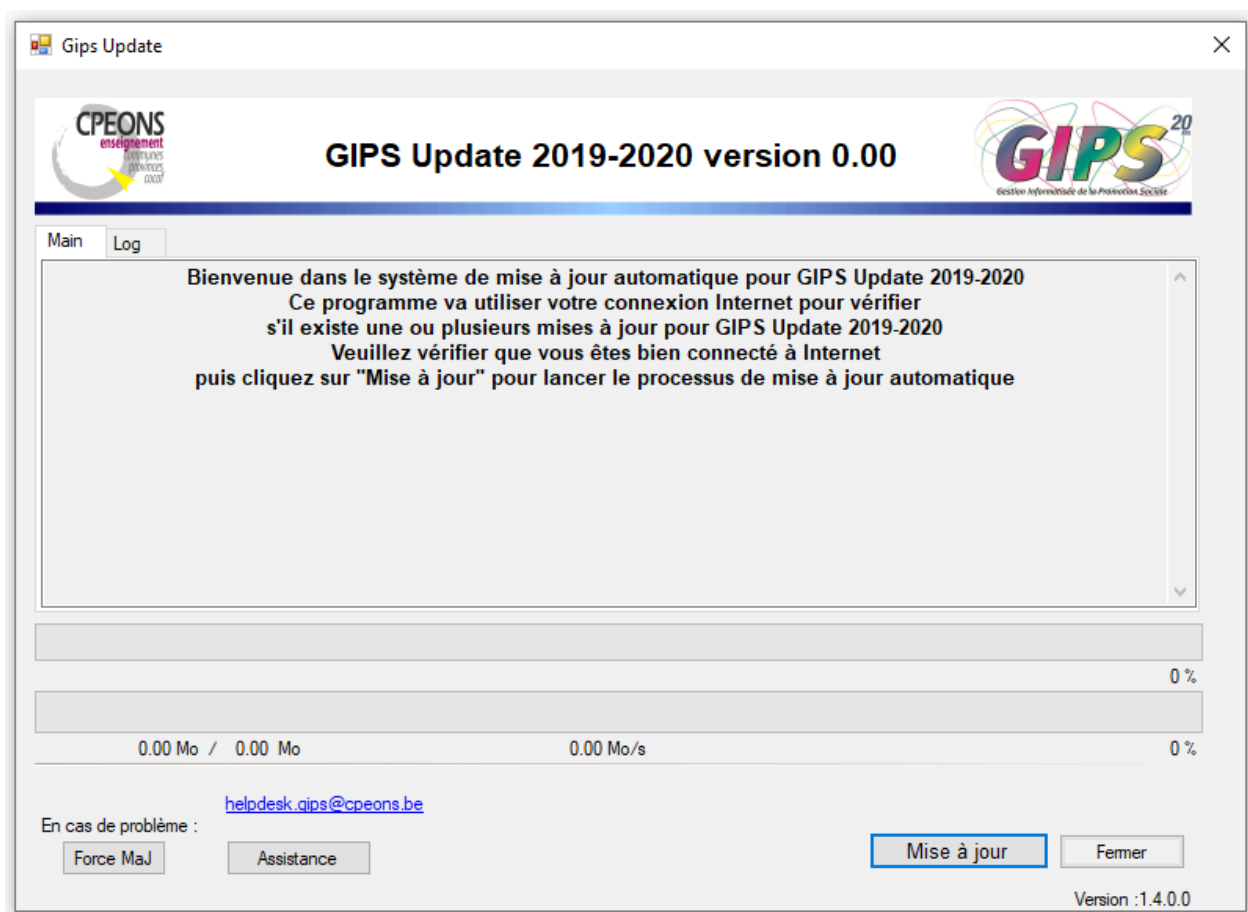 Gips Update
CPEONS
enseignement
communes
provinces
cocof
GIPS Update 2019-2020 version 0.00
GIPS 20
Gestion Informatisée de la Promotion Sociale
Main
Log
Bienvenue dans le système de mise à jour automatique pour GIPS Update 2019-2020
Ce programme va utiliser votre connexion Internet pour vérifier
s'il existe une ou plusieurs mises à jour pour GIPS Update 2019-2020
Veuillez vérifier que vous êtes bien connecté à Internet
puis cliquez sur "Mise à jour" pour lancer le processus de mise à jour automatique
0 %
0.00 Mo / 0.00 Mo 0.00 Mo/s 0 %
helpdesk.gips@cpeons.be
En cas de problème :
Force MaJ
Assistance
Mise à jour
Fermer
Version :1.4.0.0